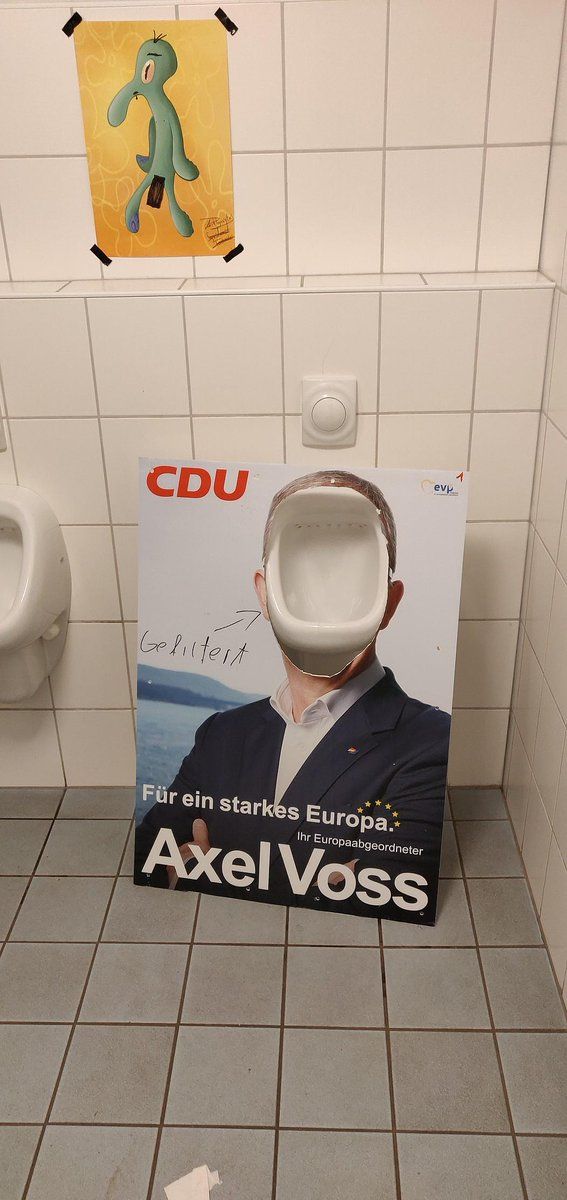 CDU
evp
Gefiltert
Für ein starkes Europa.
Ihr Europaabgeordneter
Axel Voss